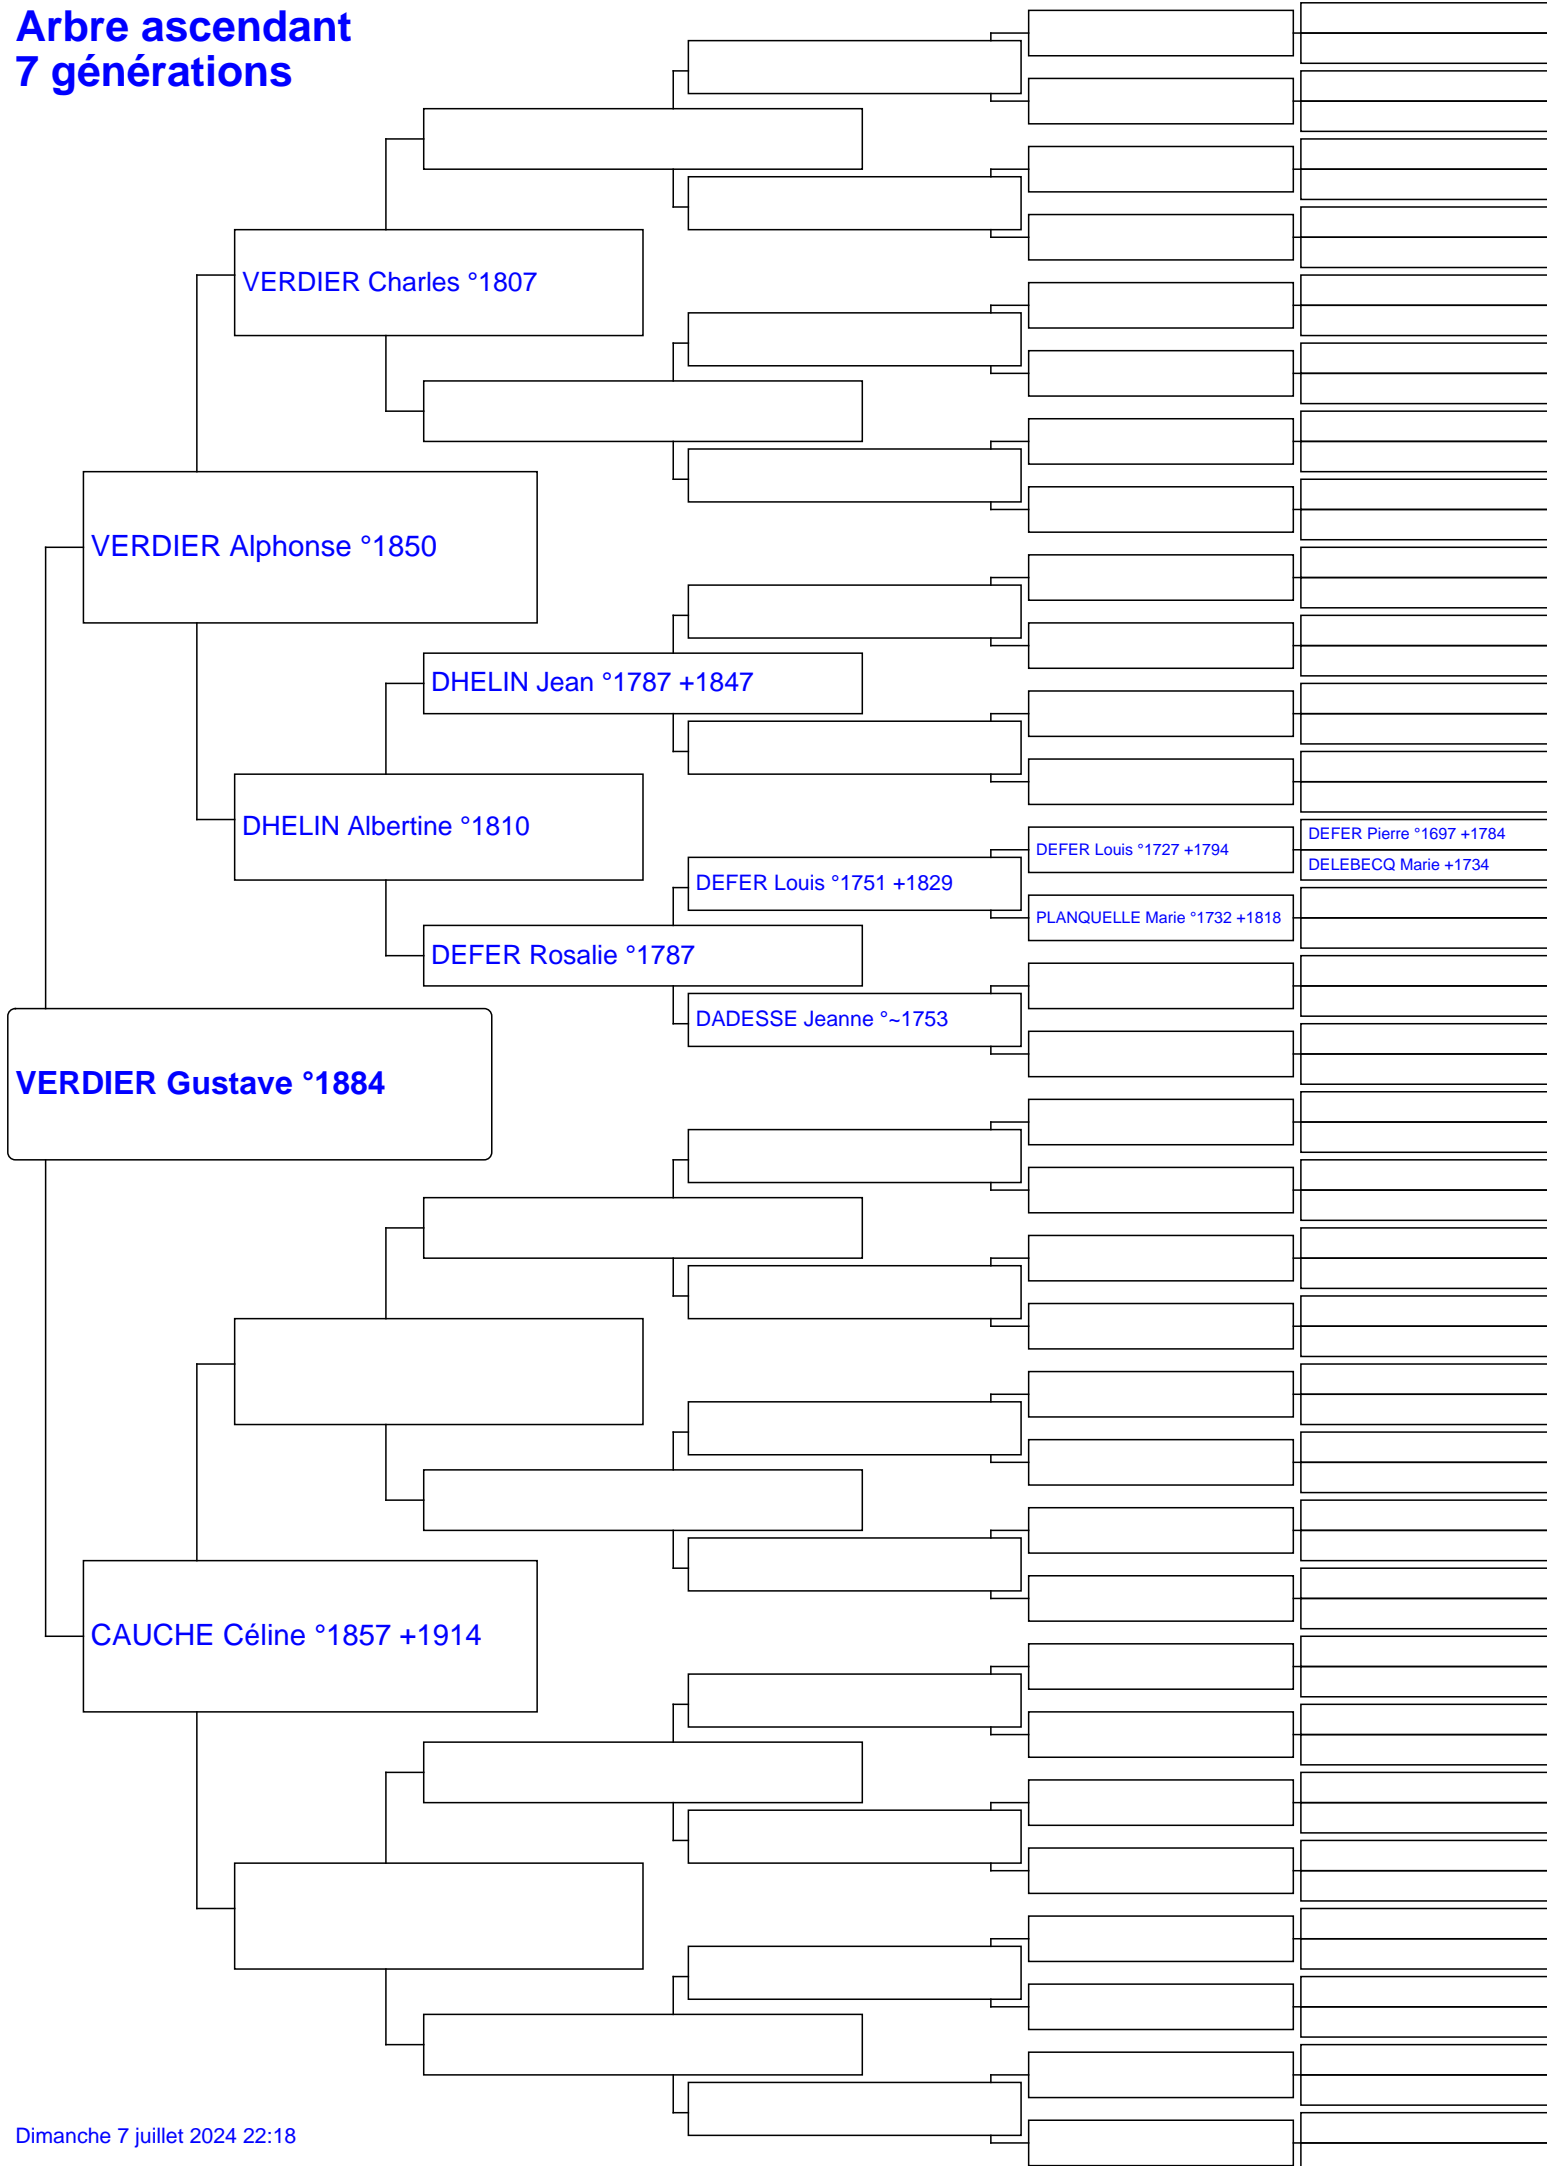 Arbre ascendant
7 générations
VERDIER Charles °1807
VERDIER Alphonse °1850
DHELIN Jean °1787 +1847
DHELIN Albertine °1810
DEFER Pierre °1697 +1784
DEFER Louis °1727 +1794
DELEBECQ Marie +1734
DEFER Louis °1751 +1829
PLANQUELLE Marie °1732 +1818
DEFER Rosalie °1787
DADESSE Jeanne °~1753
VERDIER Gustave °1884
CAUCHE Céline °1857 +1914
Dimanche 7 juillet 2024 22:18